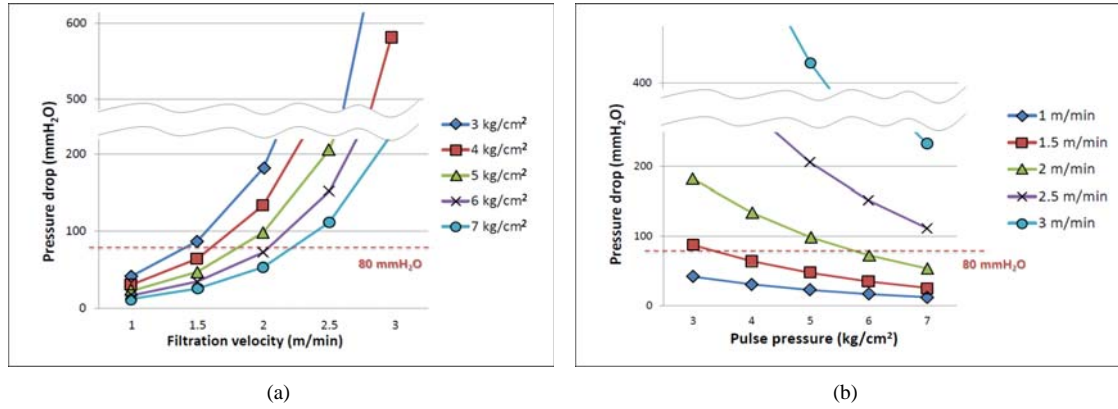 600
500
200
100
0
Pressure drop (mmH2O)
1 1.5 2 2.5 3
Filtration velocity (m/min)
80 mmH2O
3 kg/cm²
4 kg/cm²
5 kg/cm²
6 kg/cm²
7 kg/cm²
(a)
400
200
100
0
Pressure drop (mmH2O)
3 4 5 6 7
Pulse pressure (kg/cm²)
80 mmH2O
1 m/min
1.5 m/min
2 m/min
2.5 m/min
3 m/min
(b)